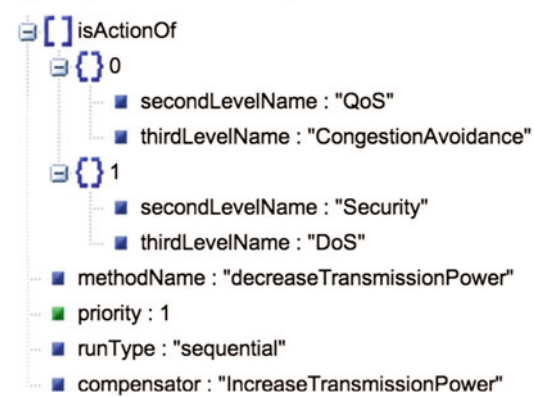 [ ] isActionOf
{ } 0
secondLevelName : "QoS"
thirdLevelName : "CongestionAvoidance"
{ } 1
secondLevelName : "Security"
thirdLevelName : "DoS"
methodName : "decreaseTransmissionPower"
priority : 1
runType : "sequential"
compensator : "IncreaseTransmissionPower"